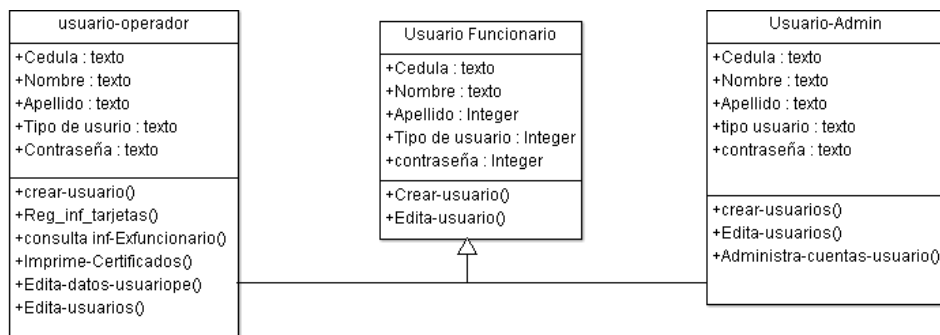 usuario-operador
+Cedula : texto
+Nombre : texto
+Apellido : texto
+Tipo de usurio : texto
+Contraseña : texto
+crear-usuario()
+Reg_inf_tarjetas()
+consulta inf-Exfuncionario()
+Imprime-Certificados()
+Edita-datos-usuariope()
+Edita-usuarios()
Usuario Funcionario
+Cedula : texto
+Nombre : texto
+Apellido : Integer
+Tipo de usuario : Integer
+contraseña : Integer
+Crear-usuario()
+Edita-usuario()
Usuario-Admin
+Cedula : texto
+Nombre : texto
+Apellido : texto
+tipo usuario : texto
+contraseña : texto
+crear-usuarios()
+Edita-usuarios()
+Administra-cuentas-usuario()